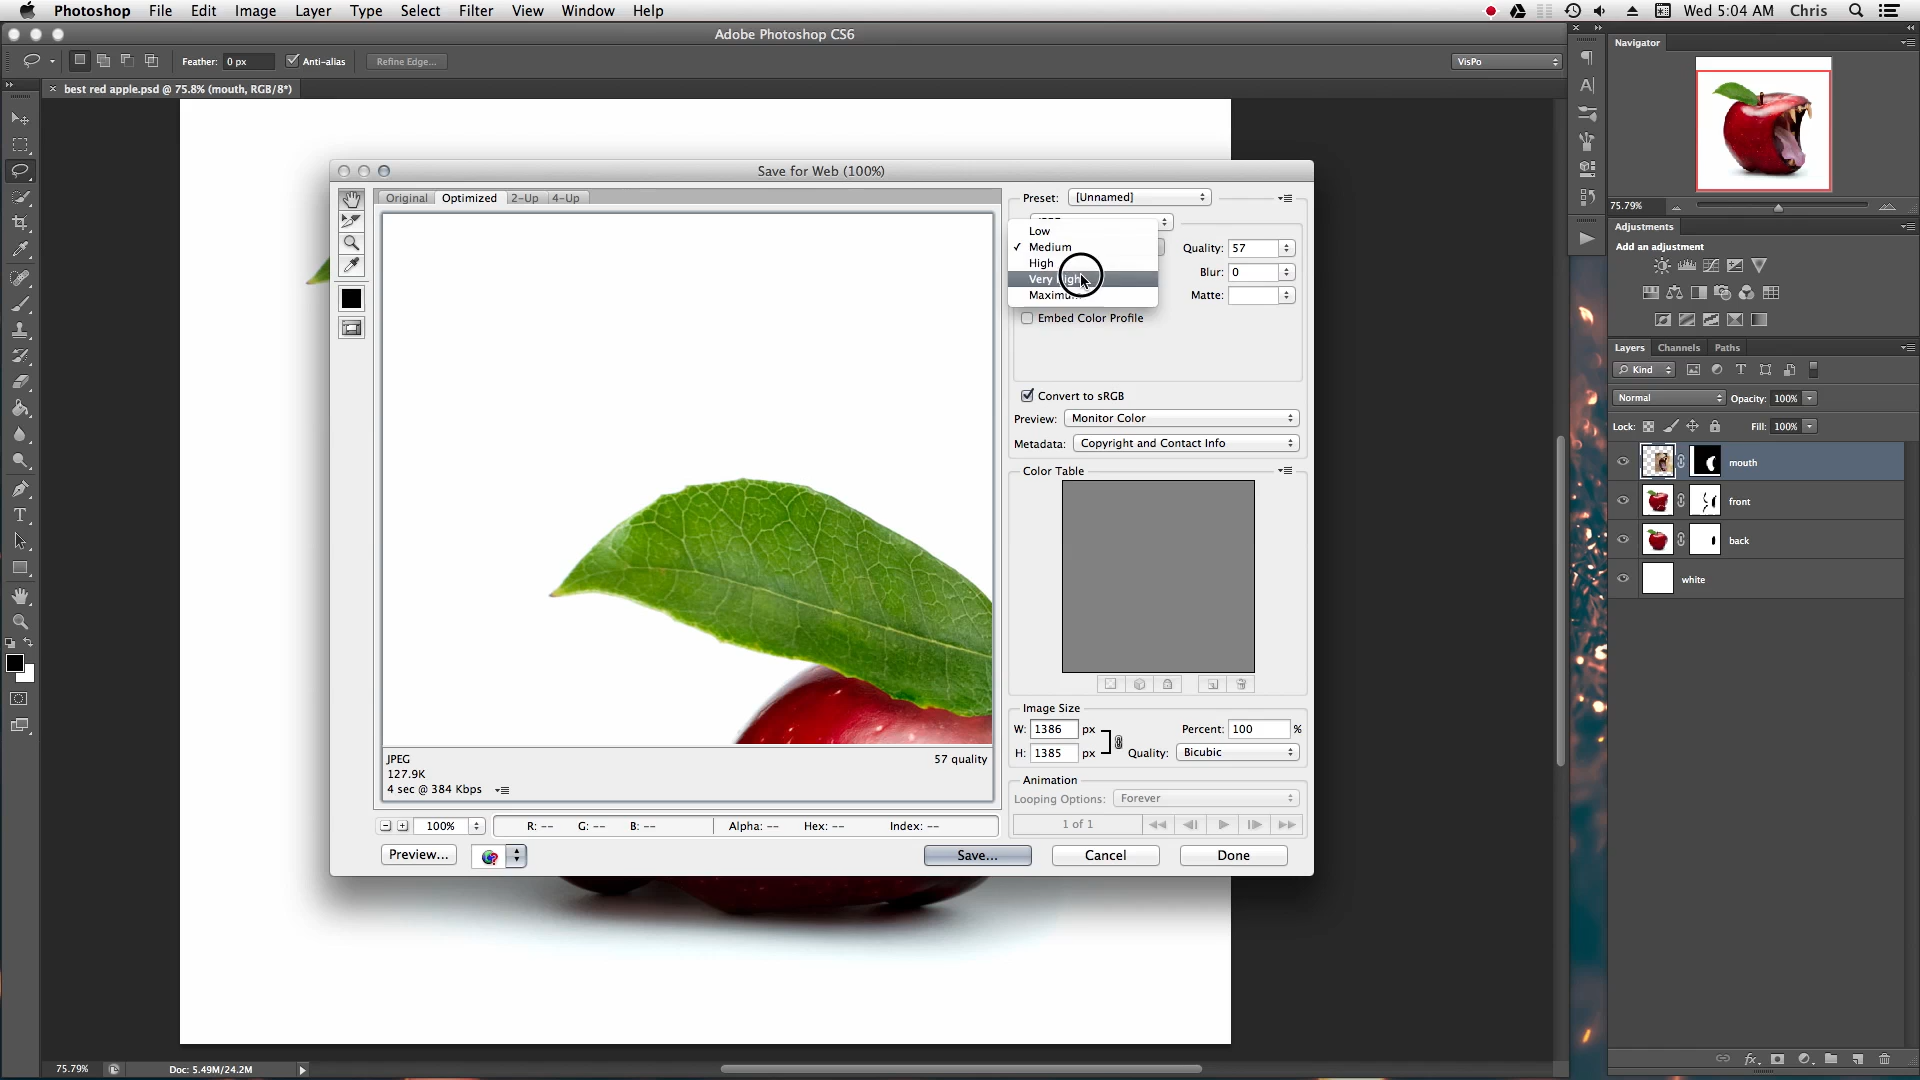 Photoshop File Edit Image Layer Type Select Filter View Window Help Wed 5:04 AM Chris
Adobe Photoshop CS6
Feather: 0 px Anti-alias Refine Edge... VisPo
best red apple.psd @ 75.8% (mouth, RGB/8*)
Navigator
75.79%
Adjustments
Add an adjustment
Layers Channels Paths
Kind
Normal Opacity: 100%
Lock: Fill: 100%
mouth
front
back
white
Save for Web (100%)
Original Optimized 2-Up 4-Up
Preset: [Unnamed]
Low
Medium
High
Very High
Quality: 57
Blur: 0
Matte:
Embed Color Profile
Convert to sRGB
Preview: Monitor Color
Metadata: Copyright and Contact Info
Color Table
Image Size
W: 1386 px Percent: 100 %
H: 1385 px Quality: Bicubic
Animation
Looping Options: Forever
1 of 1
JPEG 57 quality
127.9K
4 sec @ 384 Kbps
100% R: -- G: -- B: -- Alpha: -- Hex: -- Index: --
Preview... Save... Cancel Done
75.79% Doc: 5.49M/24.2M